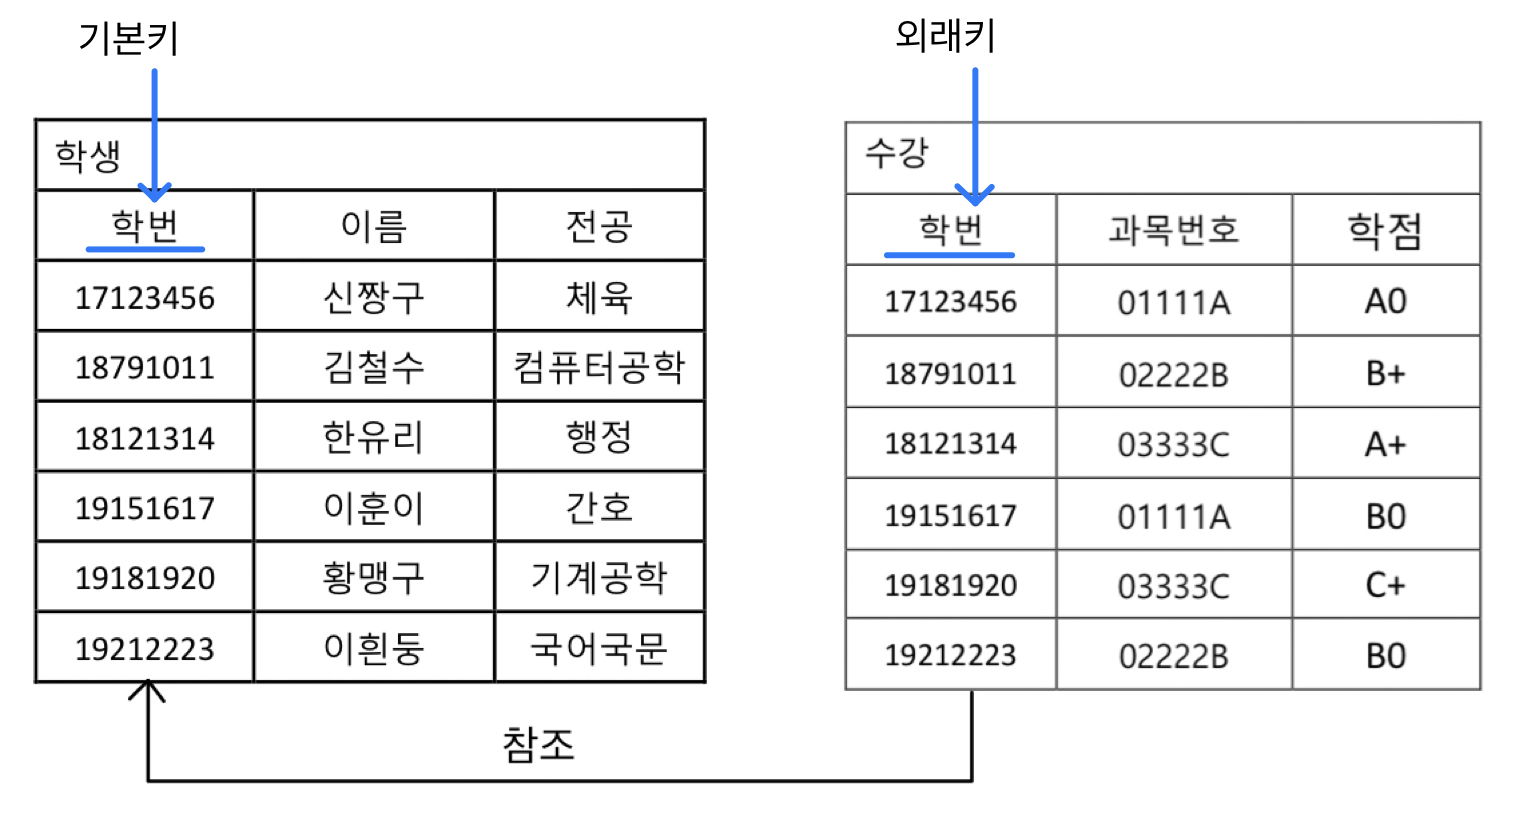 기본키
외래키
학생
학번 이름 전공
17123456 신짱구 체육
18791011 김철수 컴퓨터공학
18121314 한유리 행정
19151617 이훈이 간호
19181920 황맹구 기계공학
19212223 이흰둥 국어국문
수강
학번 과목번호 학점
17123456 01111A A0
18791011 02222B B+
18121314 03333C A+
19151617 01111A B0
19181920 03333C C+
19212223 02222B B0
참조